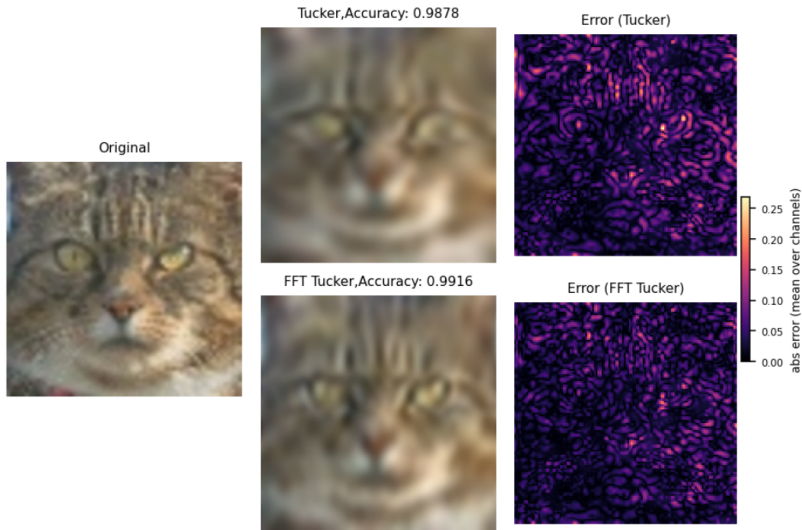 Original
Tucker,Accuracy: 0.9878
Error (Tucker)
FFT Tucker,Accuracy: 0.9916
Error (FFT Tucker)
0.25
0.20
0.15
0.10
0.05
0.00
abs error (mean over channels)